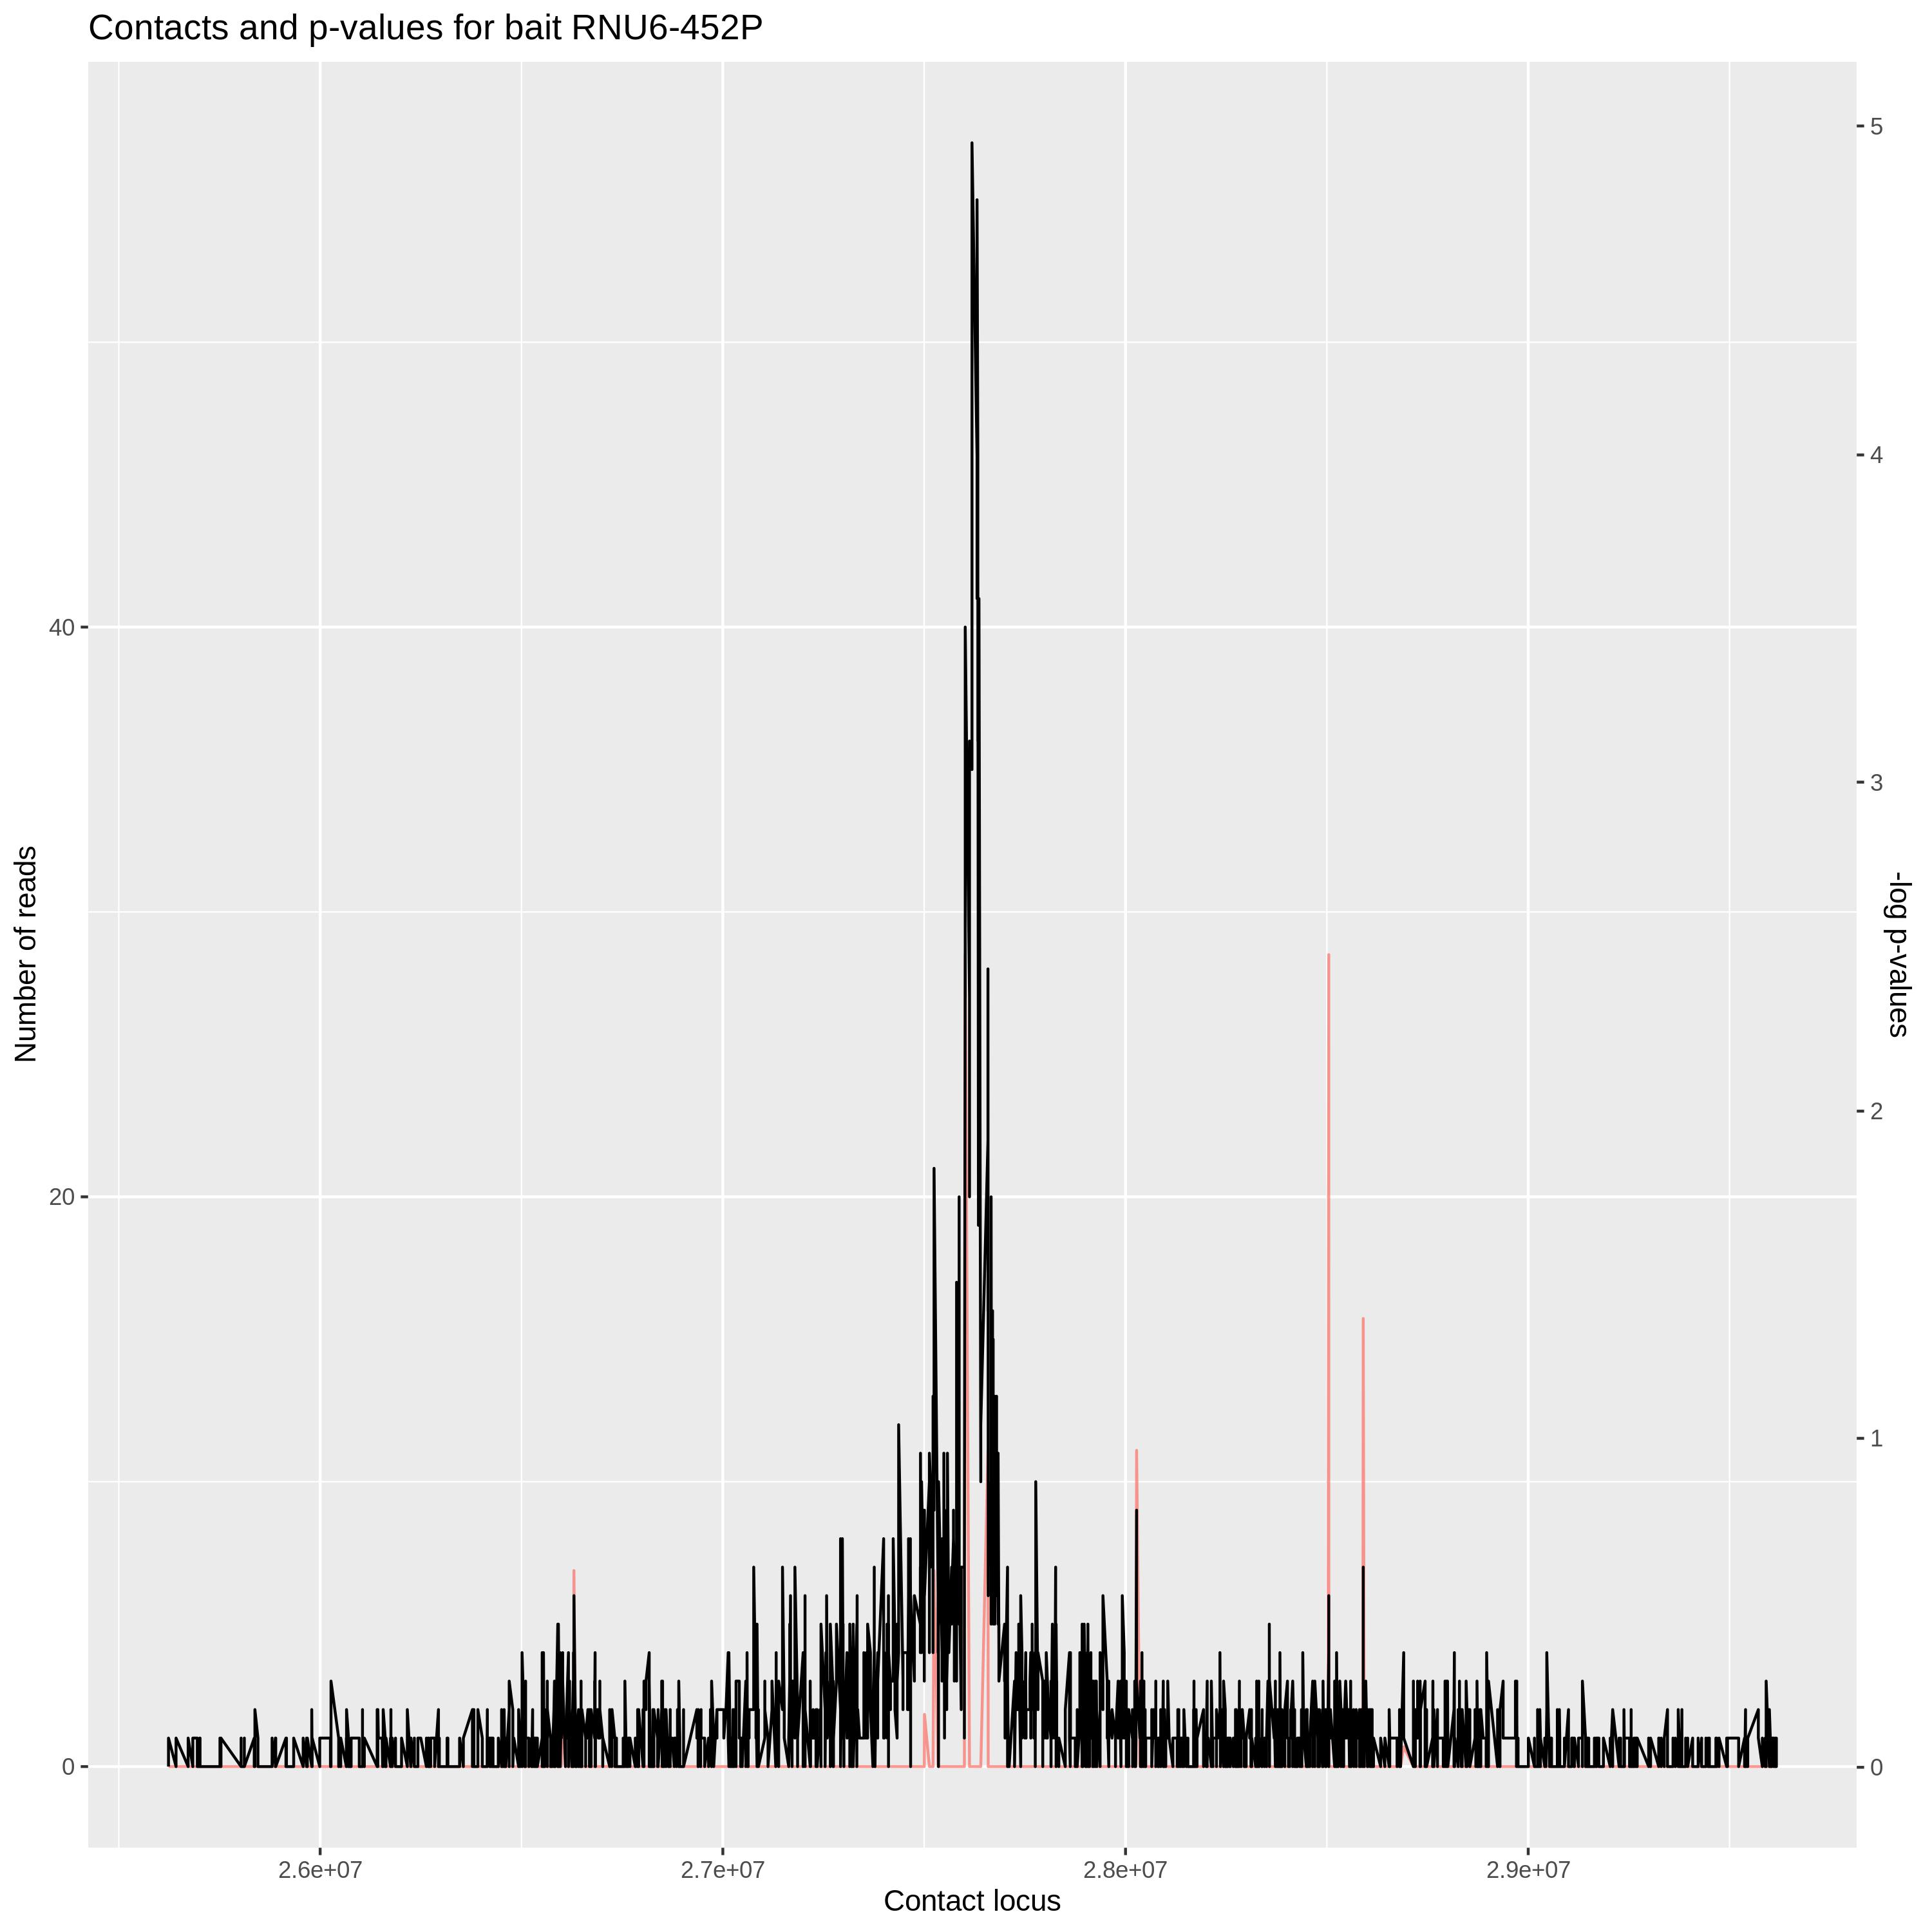 Contacts and p-values for bait RNU6-452P
Number of reads
40
20
0
5
4
3
2
1
0
-log p-values
2.6e+07
2.7e+07
2.8e+07
2.9e+07
Contact locus